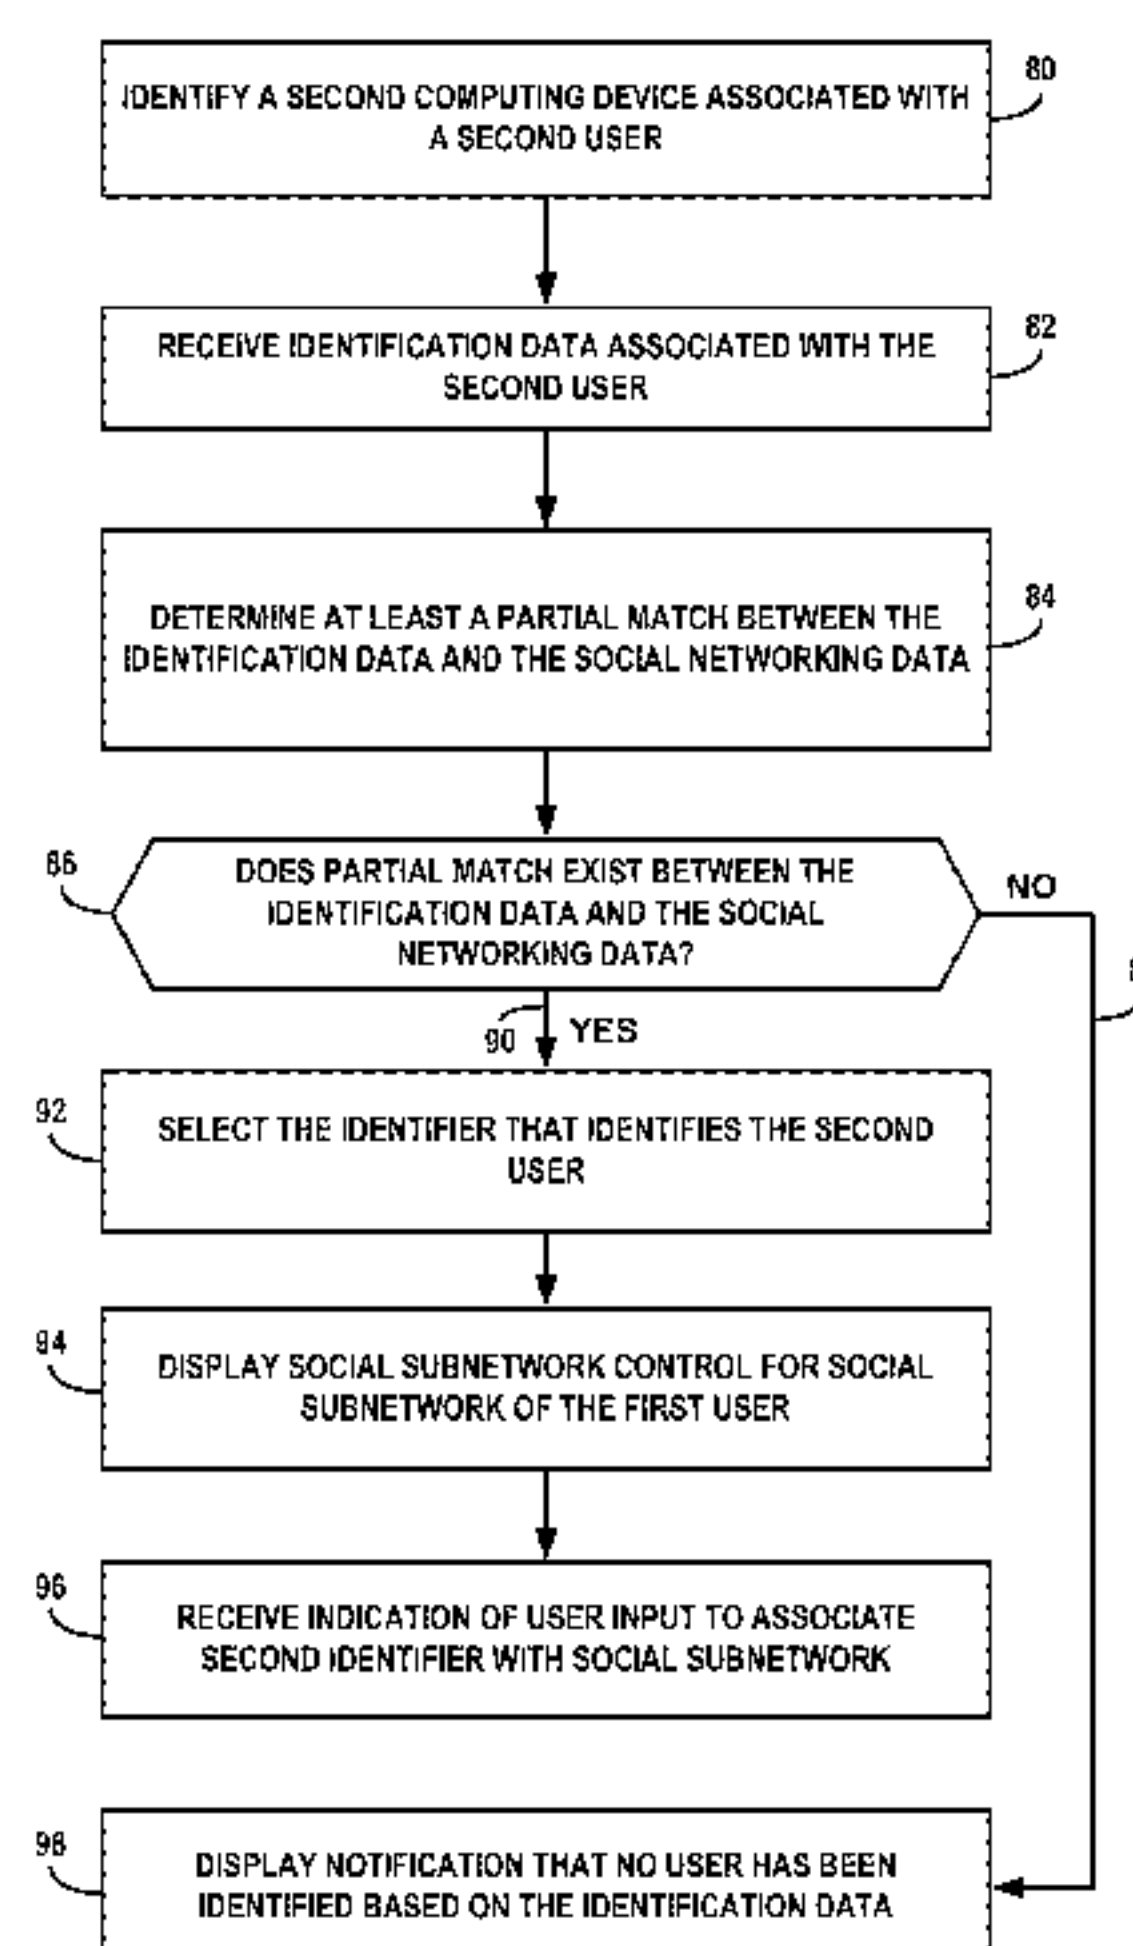 80
IDENTIFY A SECOND COMPUTING DEVICE ASSOCIATED WITH
A SECOND USER
82
RECEIVE IDENTIFICATION DATA ASSOCIATED WITH THE
SECOND USER
84
DETERMINE AT LEAST A PARTIAL MATCH BETWEEN THE
IDENTIFICATION DATA AND THE SOCIAL NETWORKING DATA
86
DOES PARTIAL MATCH EXIST BETWEEN THE
IDENTIFICATION DATA AND THE SOCIAL
NETWORKING DATA?
NO
90
YES
92
SELECT THE IDENTIFIER THAT IDENTIFIES THE SECOND
USER
94
DISPLAY SOCIAL SUBNETWORK CONTROL FOR SOCIAL
SUBNETWORK OF THE FIRST USER
96
RECEIVE INDICATION OF USER INPUT TO ASSOCIATE
SECOND IDENTIFIER WITH SOCIAL SUBNETWORK
98
DISPLAY NOTIFICATION THAT NO USER HAS BEEN
IDENTIFIED BASED ON THE IDENTIFICATION DATA